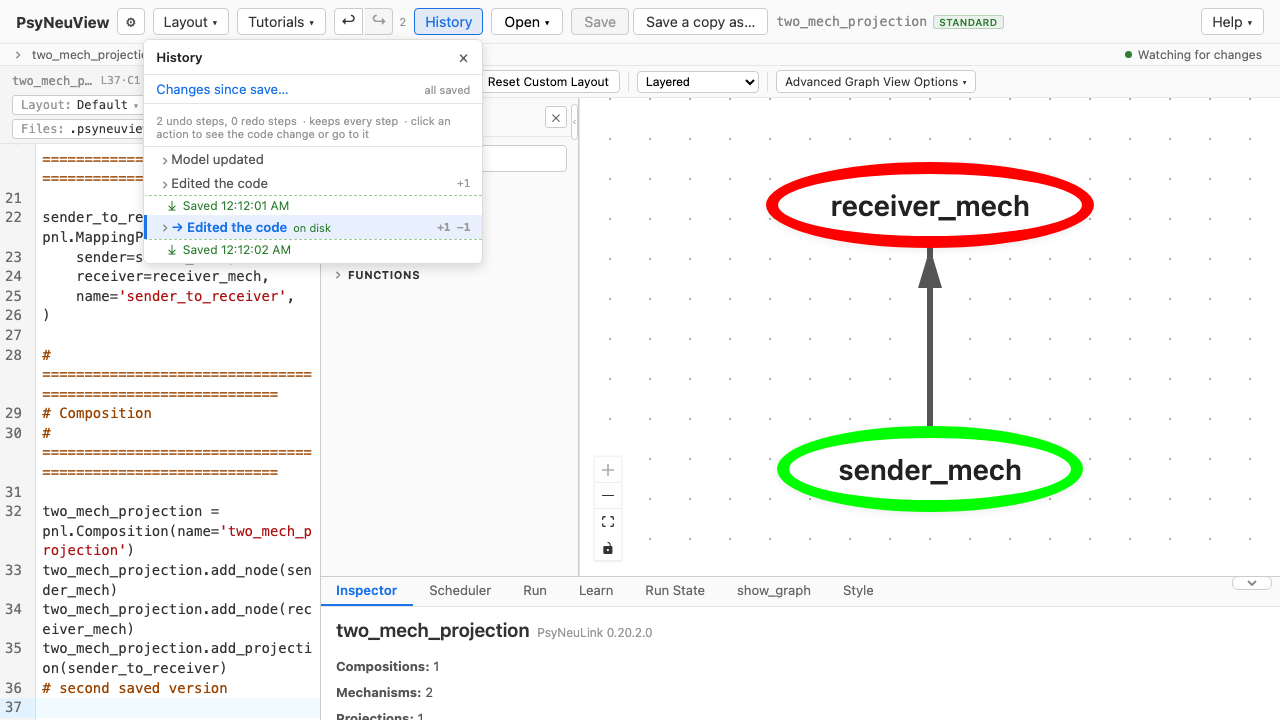 PsyNeuView
Layout ▾
Tutorials ▾
2
History
Open ▾
Save
Save a copy as...
two_mech_projection
STANDARD
Help ▾
two_mech_projectio
Watching for changes
two_mech_p… L37·C1
Layout: Default ▾
Files: .psyneuview
Reset Custom Layout
Layered
Advanced Graph View Options ▾
History
Changes since save...
all saved
2 undo steps, 0 redo steps · keeps every step · click an
action to see the code change or go to it
Model updated
Edited the code +1
Saved 12:12:01 AM
→ Edited the code on disk +1 −1
Saved 12:12:02 AM
FUNCTIONS
21
22 sender_to_re
pnl.MappingP
23 sender=s
24 receiver=receiver_mech,
25 name='sender_to_receiver',
26 )
27
28 #
================================
============================
29 # Composition
30 #
================================
============================
31
32 two_mech_projection =
pnl.Composition(name='two_mech_p
rojection')
33 two_mech_projection.add_node(sen
der_mech)
34 two_mech_projection.add_node(rec
eiver_mech)
35 two_mech_projection.add_projecti
on(sender_to_receiver)
36 # second saved version
37
receiver_mech
sender_mech
Inspector
Scheduler
Run
Learn
Run State
show_graph
Style
two_mech_projection PsyNeuLink 0.20.2.0
Compositions: 1
Mechanisms: 2
Projections: 1